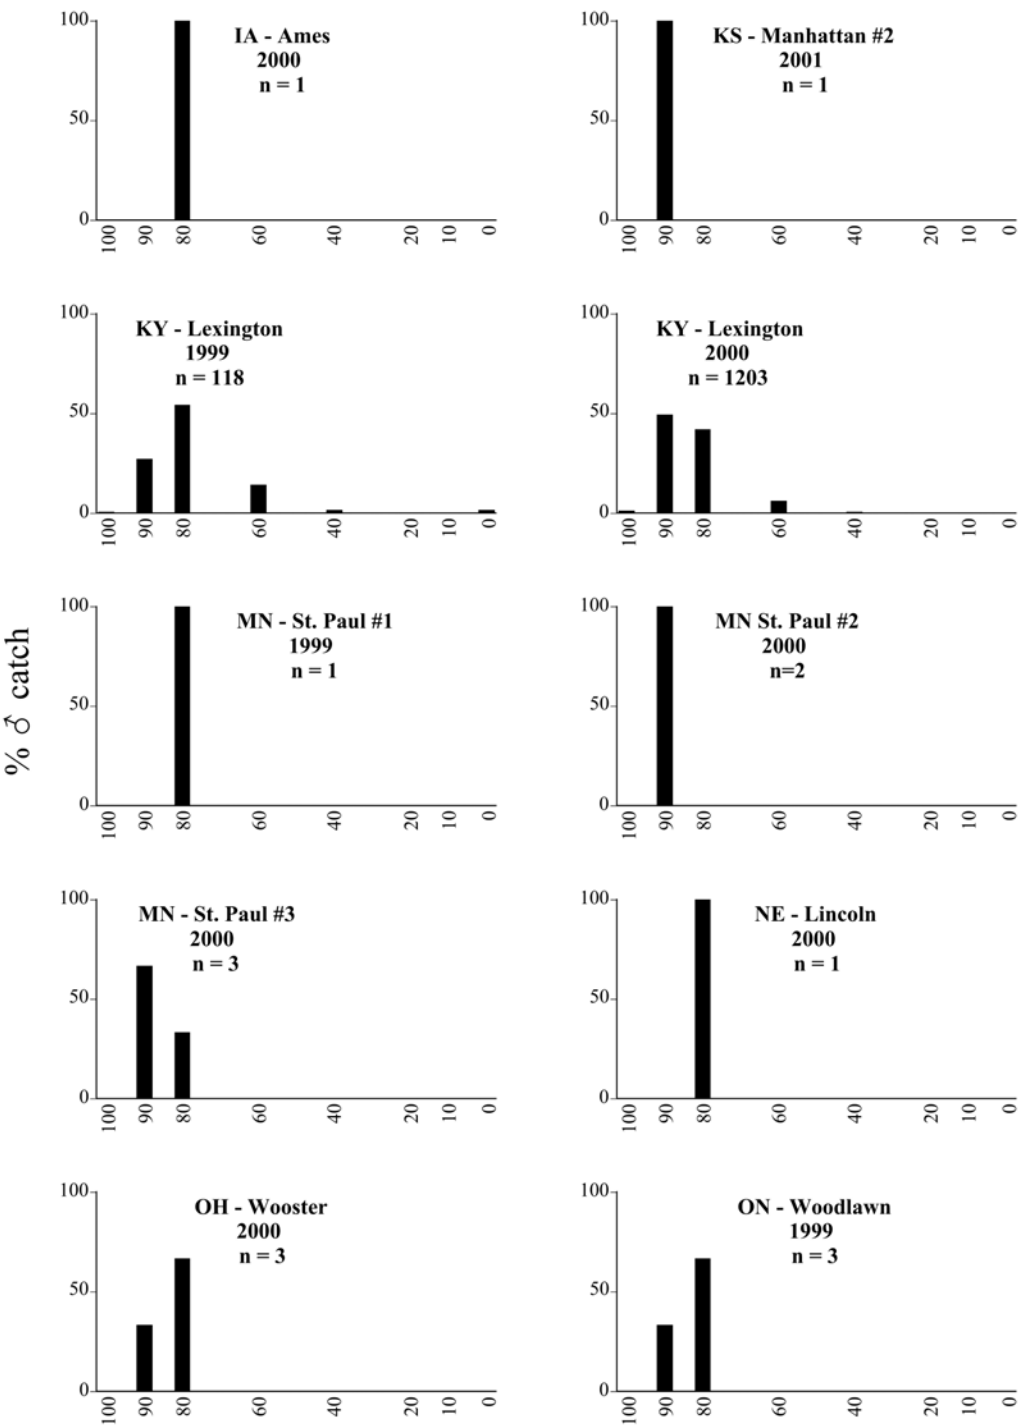 % ♂ catch
100
50
0
IA - Ames
2000
n = 1
100 90 80 60 40 20 10 0
100
50
0
KS - Manhattan #2
2001
n = 1
100 90 80 60 40 20 10 0
100
50
0
KY - Lexington
1999
n = 118
100 90 80 60 40 20 10 0
100
50
0
KY - Lexington
2000
n = 1203
100 90 80 60 40 20 10 0
100
50
0
MN - St. Paul #1
1999
n = 1
100 90 80 60 40 20 10 0
100
50
0
MN St. Paul #2
2000
n=2
100 90 80 60 40 20 10 0
100
50
0
MN - St. Paul #3
2000
n = 3
100 90 80 60 40 20 10 0
100
50
0
NE - Lincoln
2000
n = 1
100 90 80 60 40 20 10 0
100
50
0
OH - Wooster
2000
n = 3
100 90 80 60 40 20 10 0
100
50
0
ON - Woodlawn
1999
n = 3
100 90 80 60 40 20 10 0